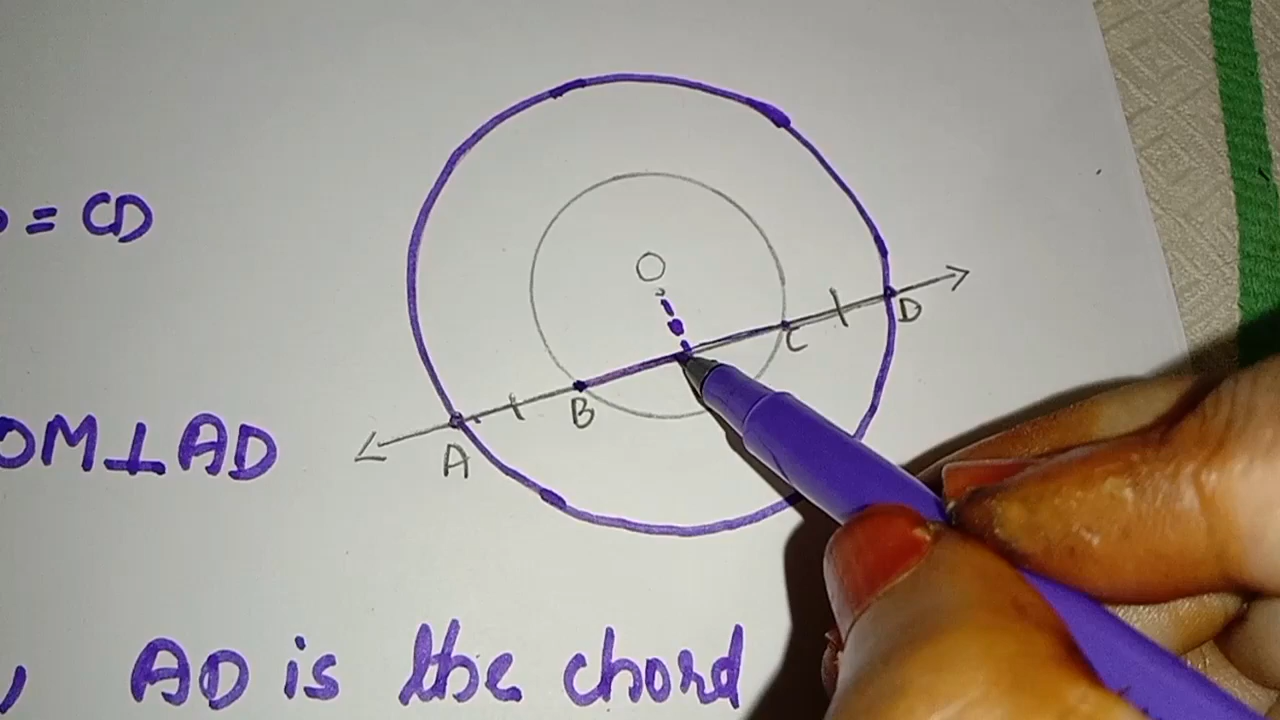 = CD
O
D
C
B
A
OM⊥AD
, AD is the chord